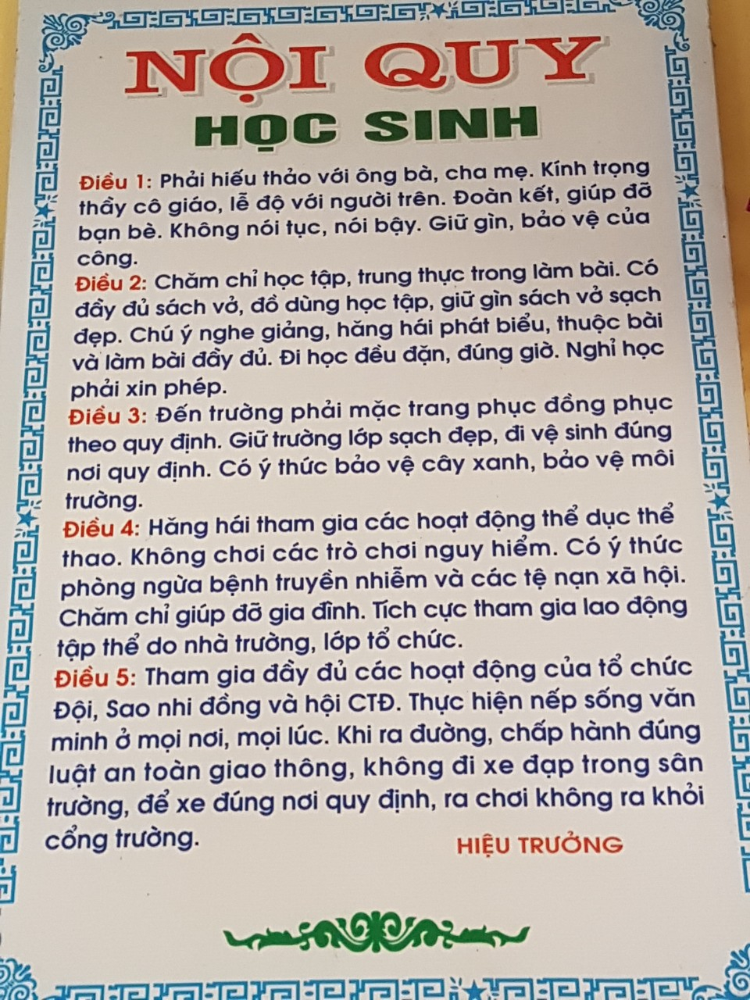 NỘI QUY
HỌC SINH
Điều 1: Phải hiếu thảo với ông bà, cha mẹ. Kính trọng
thầy cô giáo, lễ độ với người trên. Đoàn kết, giúp đỡ
bạn bè. Không nói tục, nói bậy. Giữ gìn, bảo vệ của
công.
Điều 2: Chăm chỉ học tập, trung thực trong làm bài. Có
đầy đủ sách vở, đồ dùng học tập, giữ gìn sách vở sạch
đẹp. Chú ý nghe giảng, hăng hái phát biểu, thuộc bài
và làm bài đầy đủ. Đi học đều đặn, đúng giờ. Nghỉ học
phải xin phép.
Điều 3: Đến trường phải mặc trang phục đồng phục
theo quy định. Giữ trường lớp sạch đẹp, đi vệ sinh đúng
nơi quy định. Có ý thức bảo vệ cây xanh, bảo vệ môi
trường.
Điều 4: Hăng hái tham gia các hoạt động thể dục thể
thao. Không chơi các trò chơi nguy hiểm. Có ý thức
phòng ngừa bệnh truyền nhiễm và các tệ nạn xã hội.
Chăm chỉ giúp đỡ gia đình. Tích cực tham gia lao động
tập thể do nhà trường, lớp tổ chức.
Điều 5: Tham gia đầy đủ các hoạt động của tổ chức
Đội, Sao nhi đồng và hội CTĐ. Thực hiện nếp sống văn
minh ở mọi nơi, mọi lúc. Khi ra đường, chấp hành đúng
luật an toàn giao thông, không đi xe đạp trong sân
trường, để xe đúng nơi quy định, ra chơi không ra khỏi
cổng trường.
HIỆU TRƯỞNG